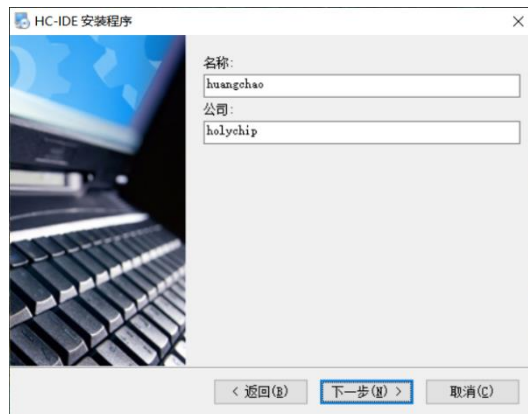 HC-IDE 安装程序
名称:
huangchao
公司:
holychip
< 返回(B)
下一步(N) >
取消(C)